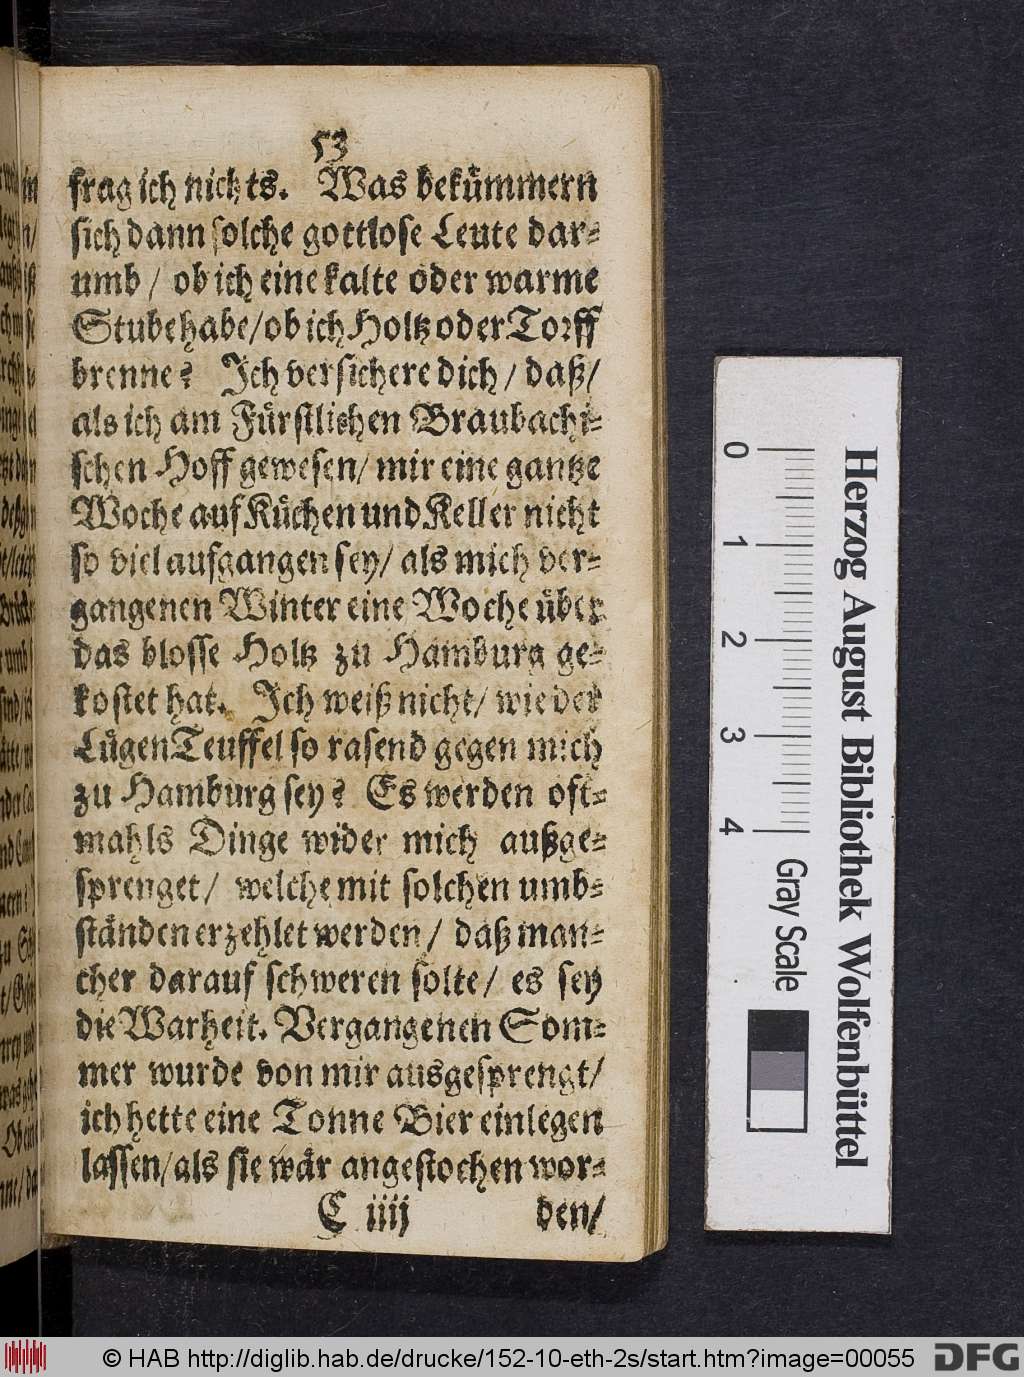 53
frag ich nichts. Was bekümmern
sich dann solche gottlose Leute dar-
umb / ob ich eine kalte oder warme
Stube habe/ ob ich Holtz oder Torff
brenne? Ich versichere dich / daß/
als ich am Fürstlichen Braubachi-
schen Hoff gewesen/ mir eine gantze
Woche auf Küchen und Keller nicht
so viel aufgangen sey/ als mich ver-
gangenen Winter eine Woche über
das blosse Holtz zu Hamburg ge-
kostet hat. Ich weiß nicht/ wie der
LügenTeuffel so rasend gegen mich
zu Hamburg sey? Es werden oft-
mahls Dinge wider mich außge-
sprenget/ welche mit solchen umb-
ständen erzehlet werden/ daß man-
cher darauf schweren solte/ es sey
die Warheit. Vergangenen Som-
mer wurde von mir ausgesprengt/
ich hette eine Tonne Bier einlegen
lassen/ als sie wär angestochen wor-
C iiij den/
0 1 2 3 4
Gray Scale
Herzog August Bibliothek Wolfenbüttel
© HAB http://diglib.hab.de/drucke/152-10-eth-2s/start.htm?image=00055
DFG